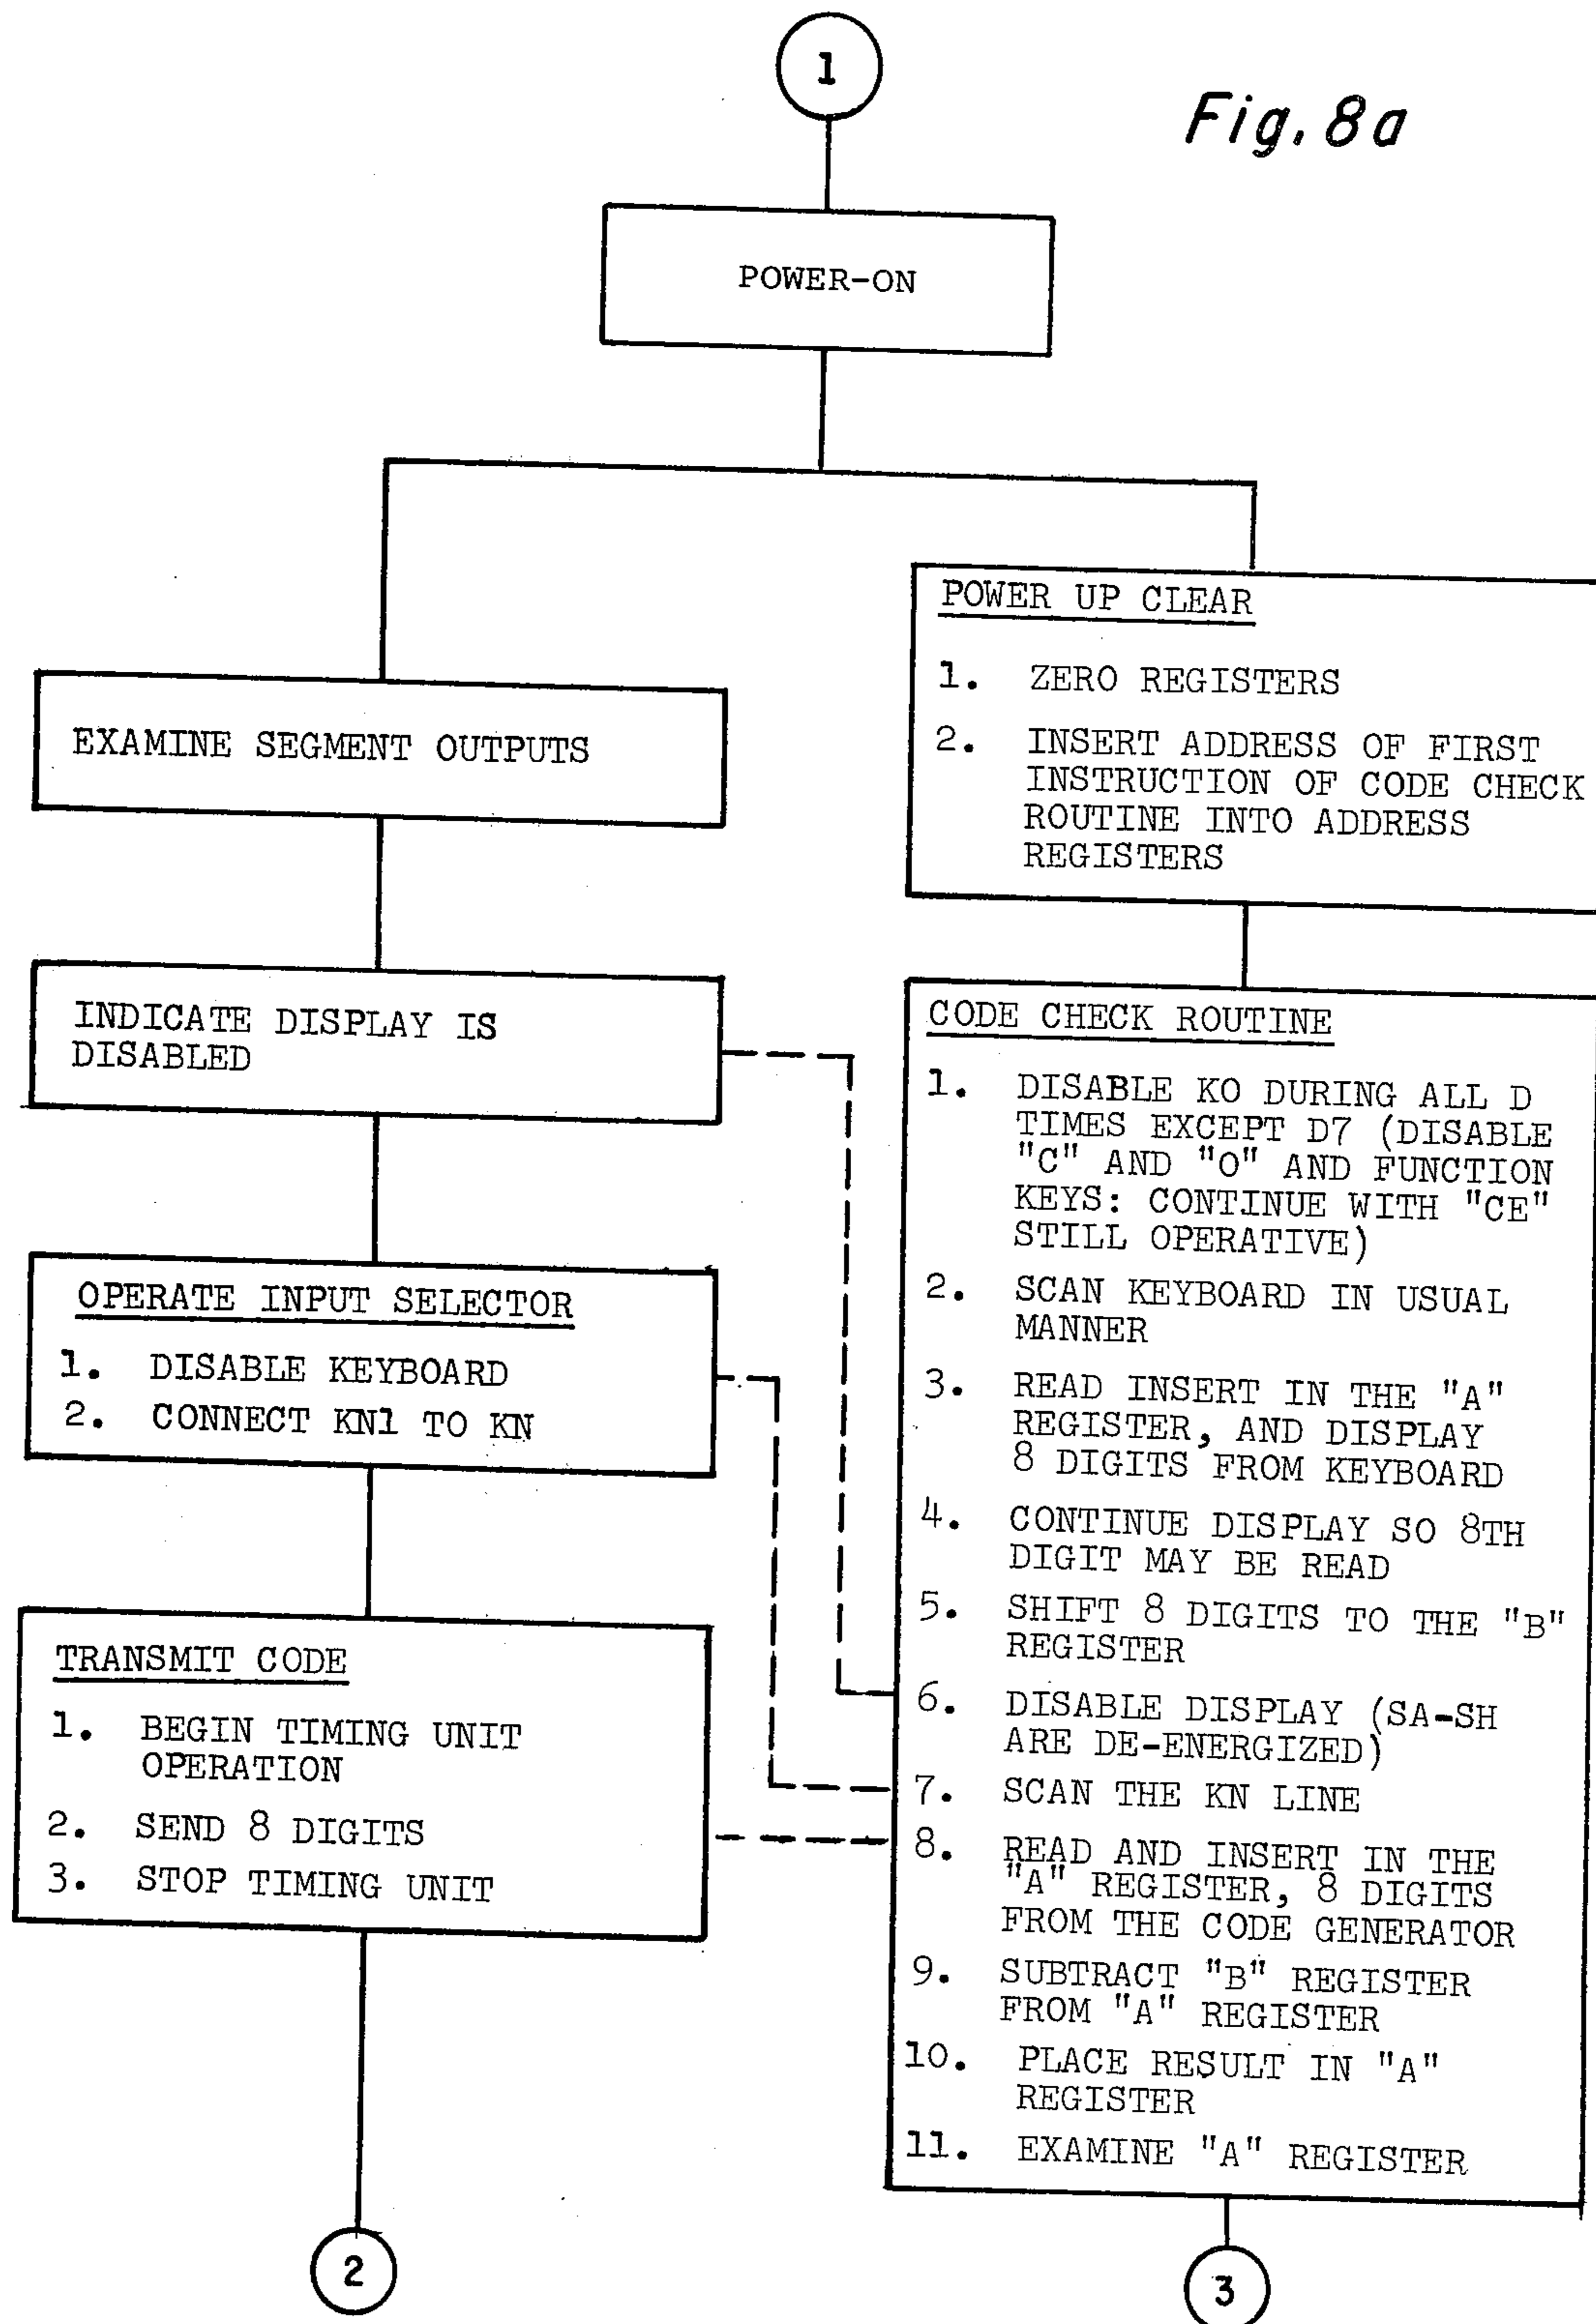 1
Fig. 8a
POWER-ON
EXAMINE SEGMENT OUTPUTS
INDICATE DISPLAY IS
DISABLED
OPERATE INPUT SELECTOR
1. DISABLE KEYBOARD
2. CONNECT KN1 TO KN
TRANSMIT CODE
1. BEGIN TIMING UNIT
OPERATION
2. SEND 8 DIGITS
3. STOP TIMING UNIT
2
POWER UP CLEAR
1. ZERO REGISTERS
2. INSERT ADDRESS OF FIRST
INSTRUCTION OF CODE CHECK
ROUTINE INTO ADDRESS
REGISTERS
CODE CHECK ROUTINE
1. DISABLE KO DURING ALL D
TIMES EXCEPT D7 (DISABLE
"C" AND "O" AND FUNCTION
KEYS: CONTINUE WITH "CE"
STILL OPERATIVE)
2. SCAN KEYBOARD IN USUAL
MANNER
3. READ INSERT IN THE "A"
REGISTER, AND DISPLAY
8 DIGITS FROM KEYBOARD
4. CONTINUE DISPLAY SO 8TH
DIGIT MAY BE READ
5. SHIFT 8 DIGITS TO THE "B"
REGISTER
6. DISABLE DISPLAY (SA-SH
ARE DE-ENERGIZED)
7. SCAN THE KN LINE
8. READ AND INSERT IN THE
"A" REGISTER, 8 DIGITS
FROM THE CODE GENERATOR
9. SUBTRACT "B" REGISTER
FROM "A" REGISTER
10. PLACE RESULT IN "A"
REGISTER
11. EXAMINE "A" REGISTER
3